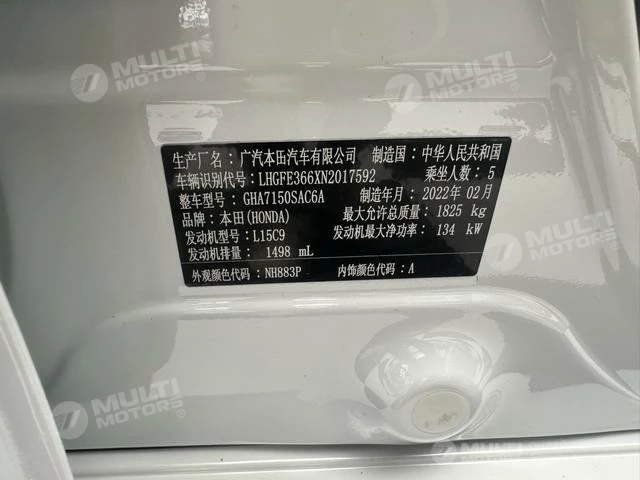 MULTI MOTORS
MULTI MOTORS
MULTI MOTORS
生产厂名：广汽本田汽车有限公司 制造国：中华人民共和国
车辆识别代号：LHGFE366XN2017592 乘坐人数：5
整车型号：GHA7150SAC6A 制造年月：2022年02月
品牌：本田(HONDA) 最大允许总质量：1825 kg
发动机型号：L15C9 发动机最大净功率：134 kW
发动机排量：1498 mL
外观颜色代码：NH883P 内饰颜色代码：A
MULTI MOTORS
MULTI MOTORS
MULTI